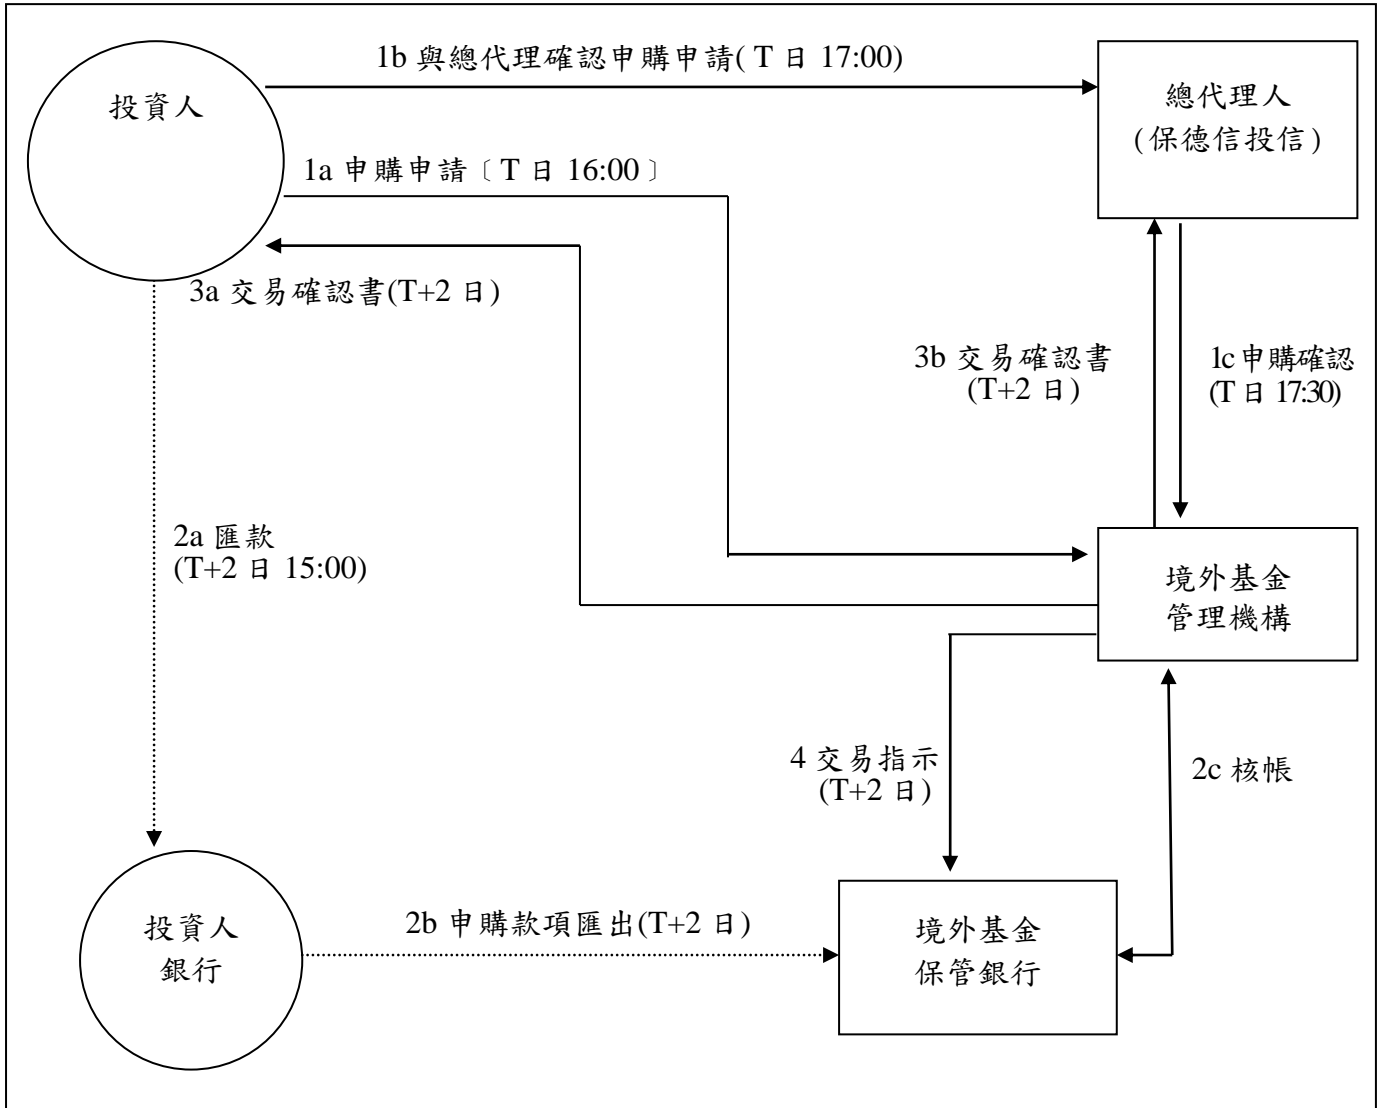 1b 與總代理確認申購申請( T 日 17:00)
投資人
總代理人
(保德信投信)
1a 申購申請﹝T 日 16:00﹞
3a 交易確認書(T+2 日)
3b 交易確認書
(T+2 日)
1c申購確認
(T 日 17:30)
2a 匯款
(T+2 日 15:00)
境外基金
管理機構
4 交易指示
(T+2 日)
2c 核帳
投資人
銀行
2b 申購款項匯出(T+2 日)
境外基金
保管銀行